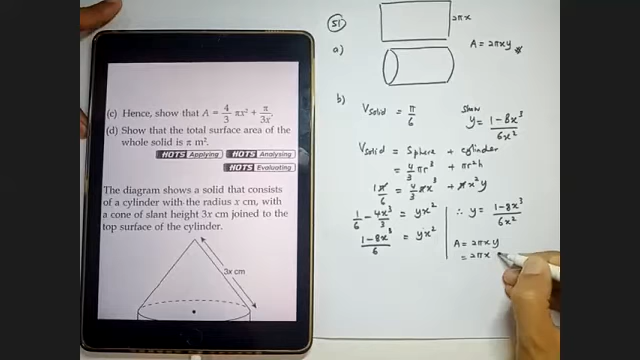 (c) Hence, show that A = 4/3 πx² + π/3x.
(d) Show that the total surface area of the whole solid is π m².
HOTS Applying HOTS Analysing
HOTS Evaluating
The diagram shows a solid that consists
of a cylinder with the radius x cm, with
a cone of slant height 3x cm joined to the
top surface of the cylinder.
3x cm
51
2πx
a)
A = 2πxy
b)
V solid = π/6
show
y = 1-8x³/6x²
V solid = Sphere + cylinder
= 4/3 πr³ + πr²h
1π/6 = 4/3 πx³ + πx²y
1/6 - 4x³/3 = yx²
1-8x³/6 = yx²
∴ y = 1-8x³/6x²
A = 2πxy
= 2πx